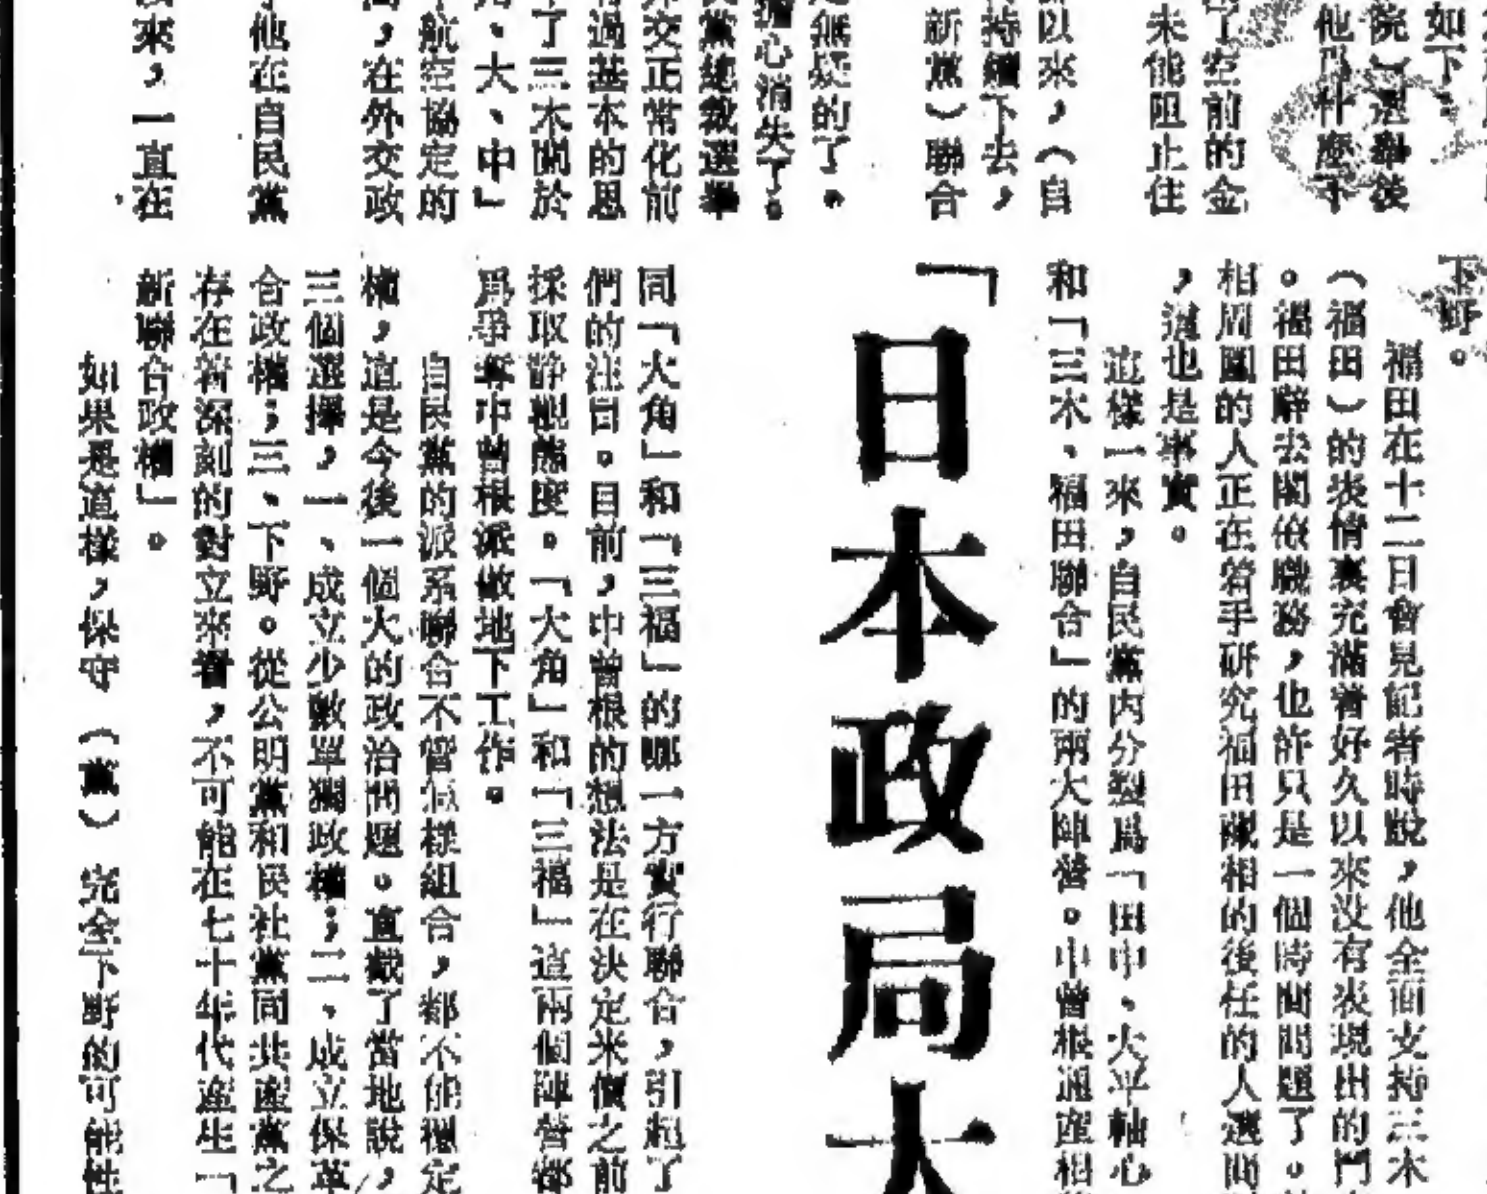 如下：
院）選舉後
他爲什麼不
了空前的金
未能阻止住
以來，（自
持續下去，
新黨）聯合
無疑的了。
擔心消失了。
黨總裁選舉
交正常化前
過基本的思
了三木關於
、大、中」
航空協定的
，在外交政
他在自民黨
來，一直在
下野。
福田在十二日會見記者時說，他全面支持三木
（福田）的表情裏充滿着好久以來没有表現出的鬥
。福田辭去閣僚職務，也許只是一個時間問題了。
相周圍的人正在着手研究福田藏相的後任的人選問
，這也是事實。
這樣一來，自民黨内分裂爲「田中、大平軸心
和「三木、福田聯合」的兩大陣營。中曾根通産相
「日本政局大
同「大角」和「三福」的哪一方實行聯合，引起了
們的注目。目前，中曾根的想法是在決定米價之前
採取静觀態度。「大角」和「三福」這兩個陣營都
爲爭奪中曾根派做地下工作。
自民黨的派系聯合不管怎樣組合，都不能穩定
權，這是今後一個大的政治問題。直截了當地說，
三個選擇，一、成立少數單獨政權；二、成立保革
合政權；三、下野。從公明黨和民社黨同共産黨之
存在着深刻的對立來看，不可能在七十年代産生「
新聯合政權」。
如果是這樣，保守（黨）完全下野的可能性